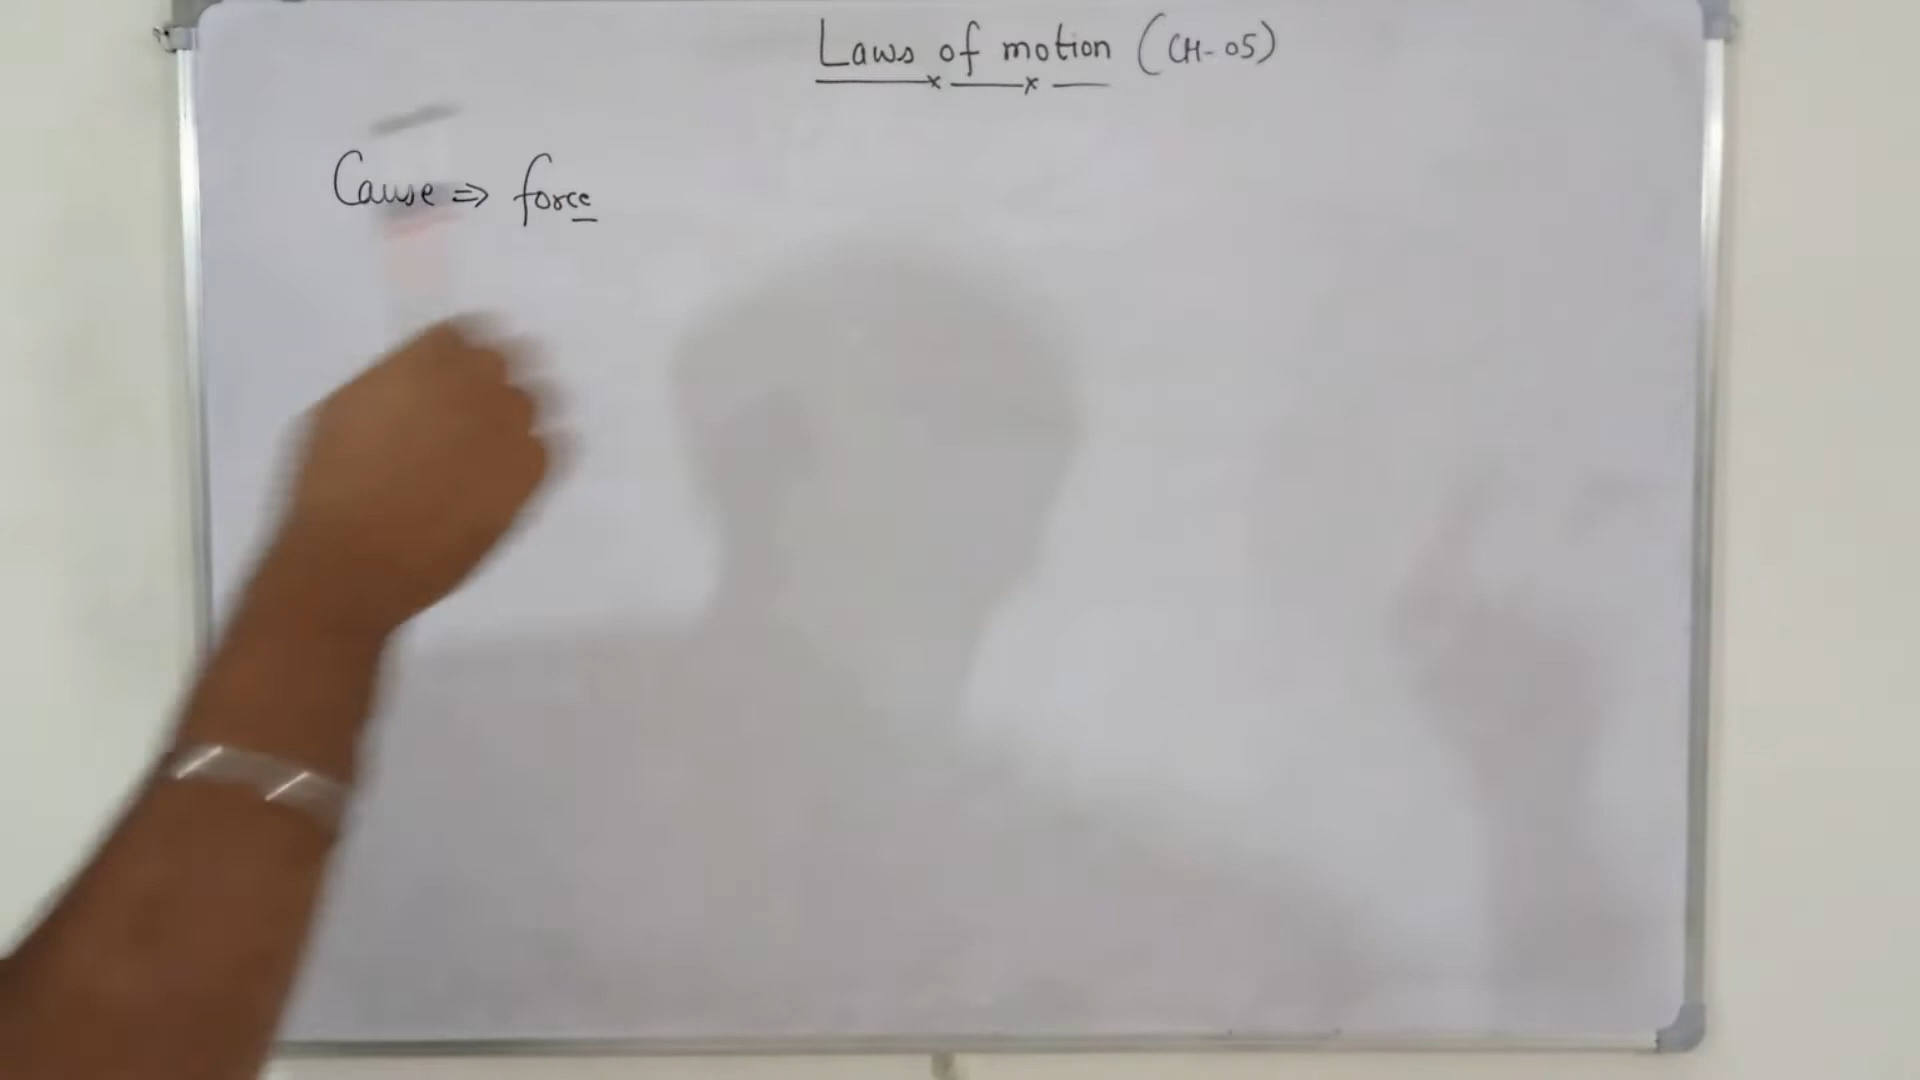 Laws of motion (CH-05)
Cause ⇒ force